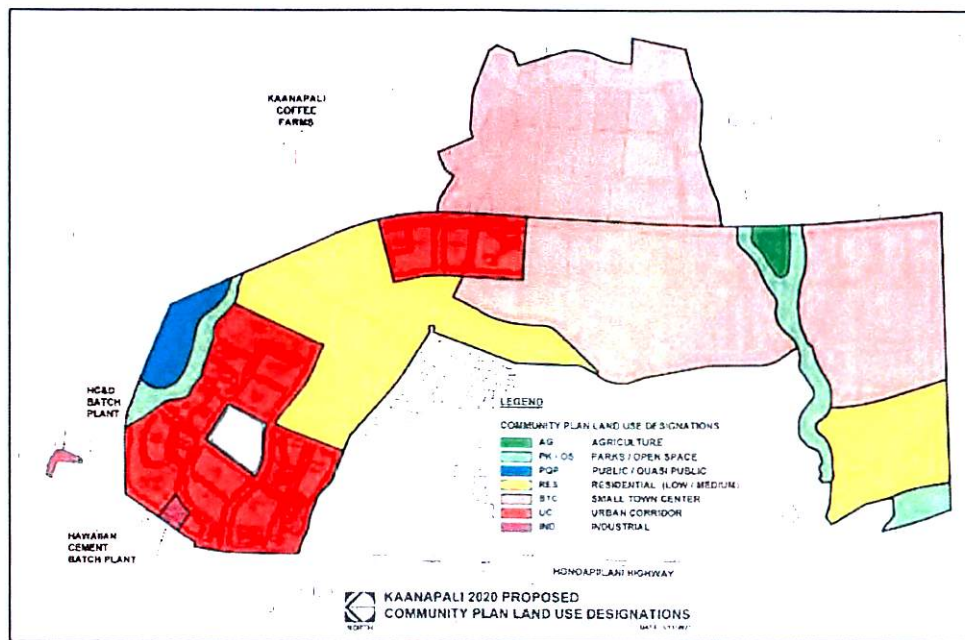 KAANAPALI
COFFEE
FARMS
HC&D
BATCH
PLANT
HAWAIIAN
CEMENT
BATCH PLANT
LEGEND
COMMUNITY PLAN LAND USE DESIGNATIONS
AG AGRICULTURE
PK - OS PARKS / OPEN SPACE
PQP PUBLIC / QUASI PUBLIC
RES RESIDENTIAL (LOW / MEDIUM)
STC SMALL TOWN CENTER
UC URBAN CORRIDOR
IND INDUSTRIAL
HONOAPIILANI HIGHWAY
KAANAPALI 2020 PROPOSED
COMMUNITY PLAN LAND USE DESIGNATIONS
NORTH